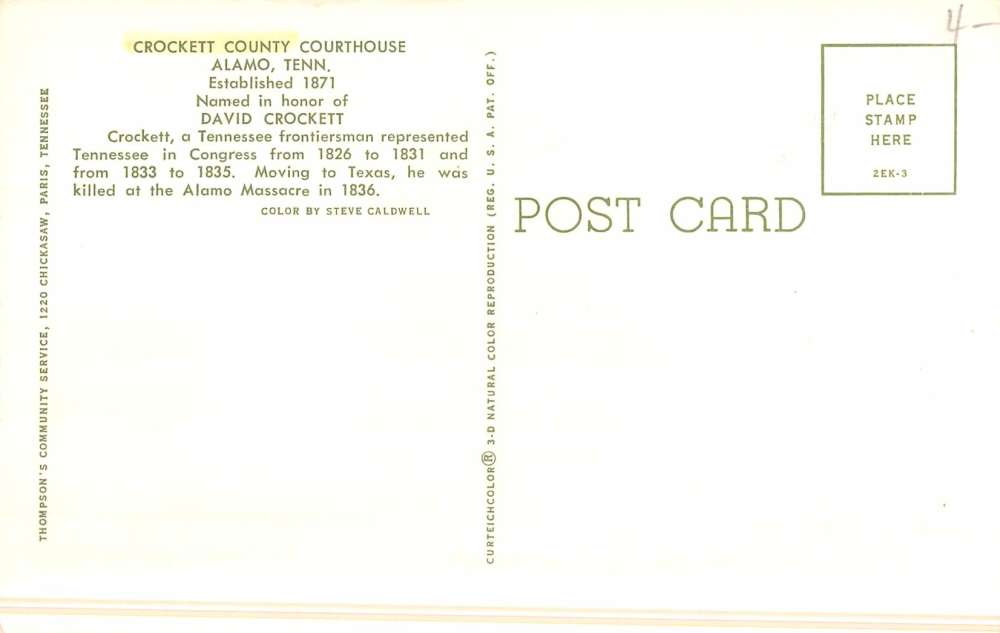 CROCKETT COUNTY COURTHOUSE
ALAMO, TENN.
Established 1871
Named in honor of
DAVID CROCKETT
Crockett, a Tennessee frontiersman represented
Tennessee in Congress from 1826 to 1831 and
from 1833 to 1835. Moving to Texas, he was
killed at the Alamo Massacre in 1836.
COLOR BY STEVE CALDWELL
THOMPSON'S COMMUNITY SERVICE, 1220 CHICKASAW, PARIS, TENNESSEE
CURTEICHCOLOR® 3-D NATURAL COLOR REPRODUCTION (REG. U. S. A. PAT. OFF.)
POST CARD
4-
PLACE
STAMP
HERE
2EK-3